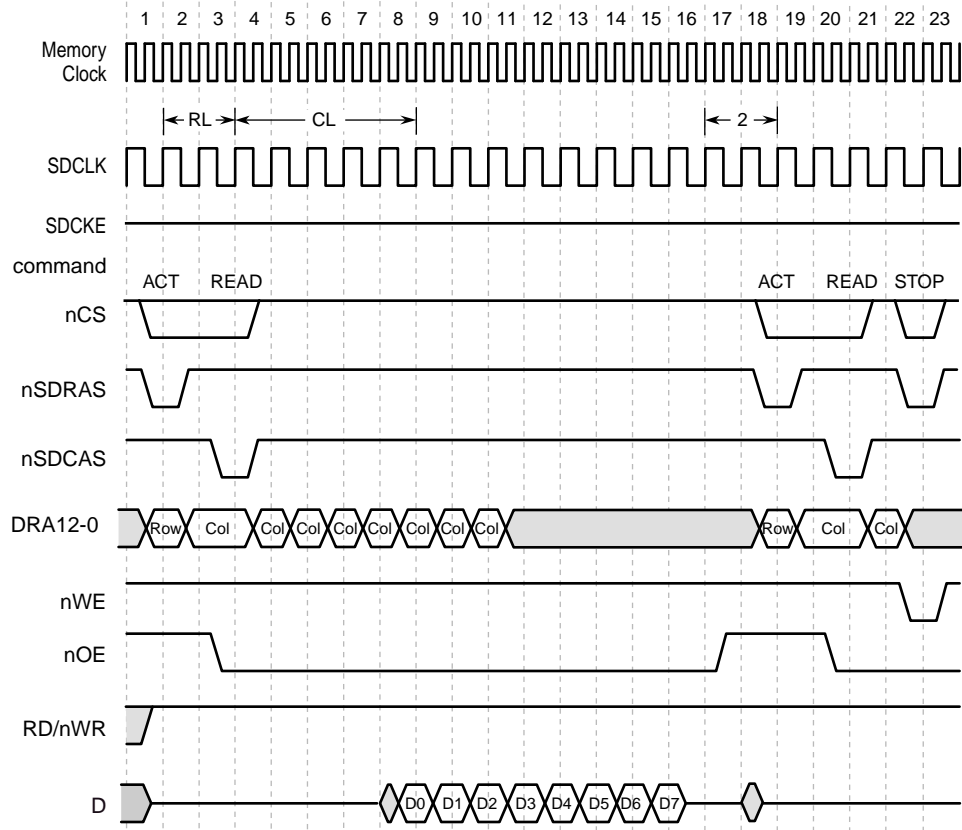 1 2 3 4 5 6 7 8 9 10 11 12 13 14 15 16 17 18 19 20 21 22 23
Memory
Clock
RL CL 2
SDCLK
SDCKE
command
ACT READ ACT READ STOP
nCS
nSDRAS
nSDCAS
DRA12-0 Row Col Col Col Col Col Col Col Col Row Col Col
nWE
nOE
RD/nWR
D D0 D1 D2 D3 D4 D5 D6 D7